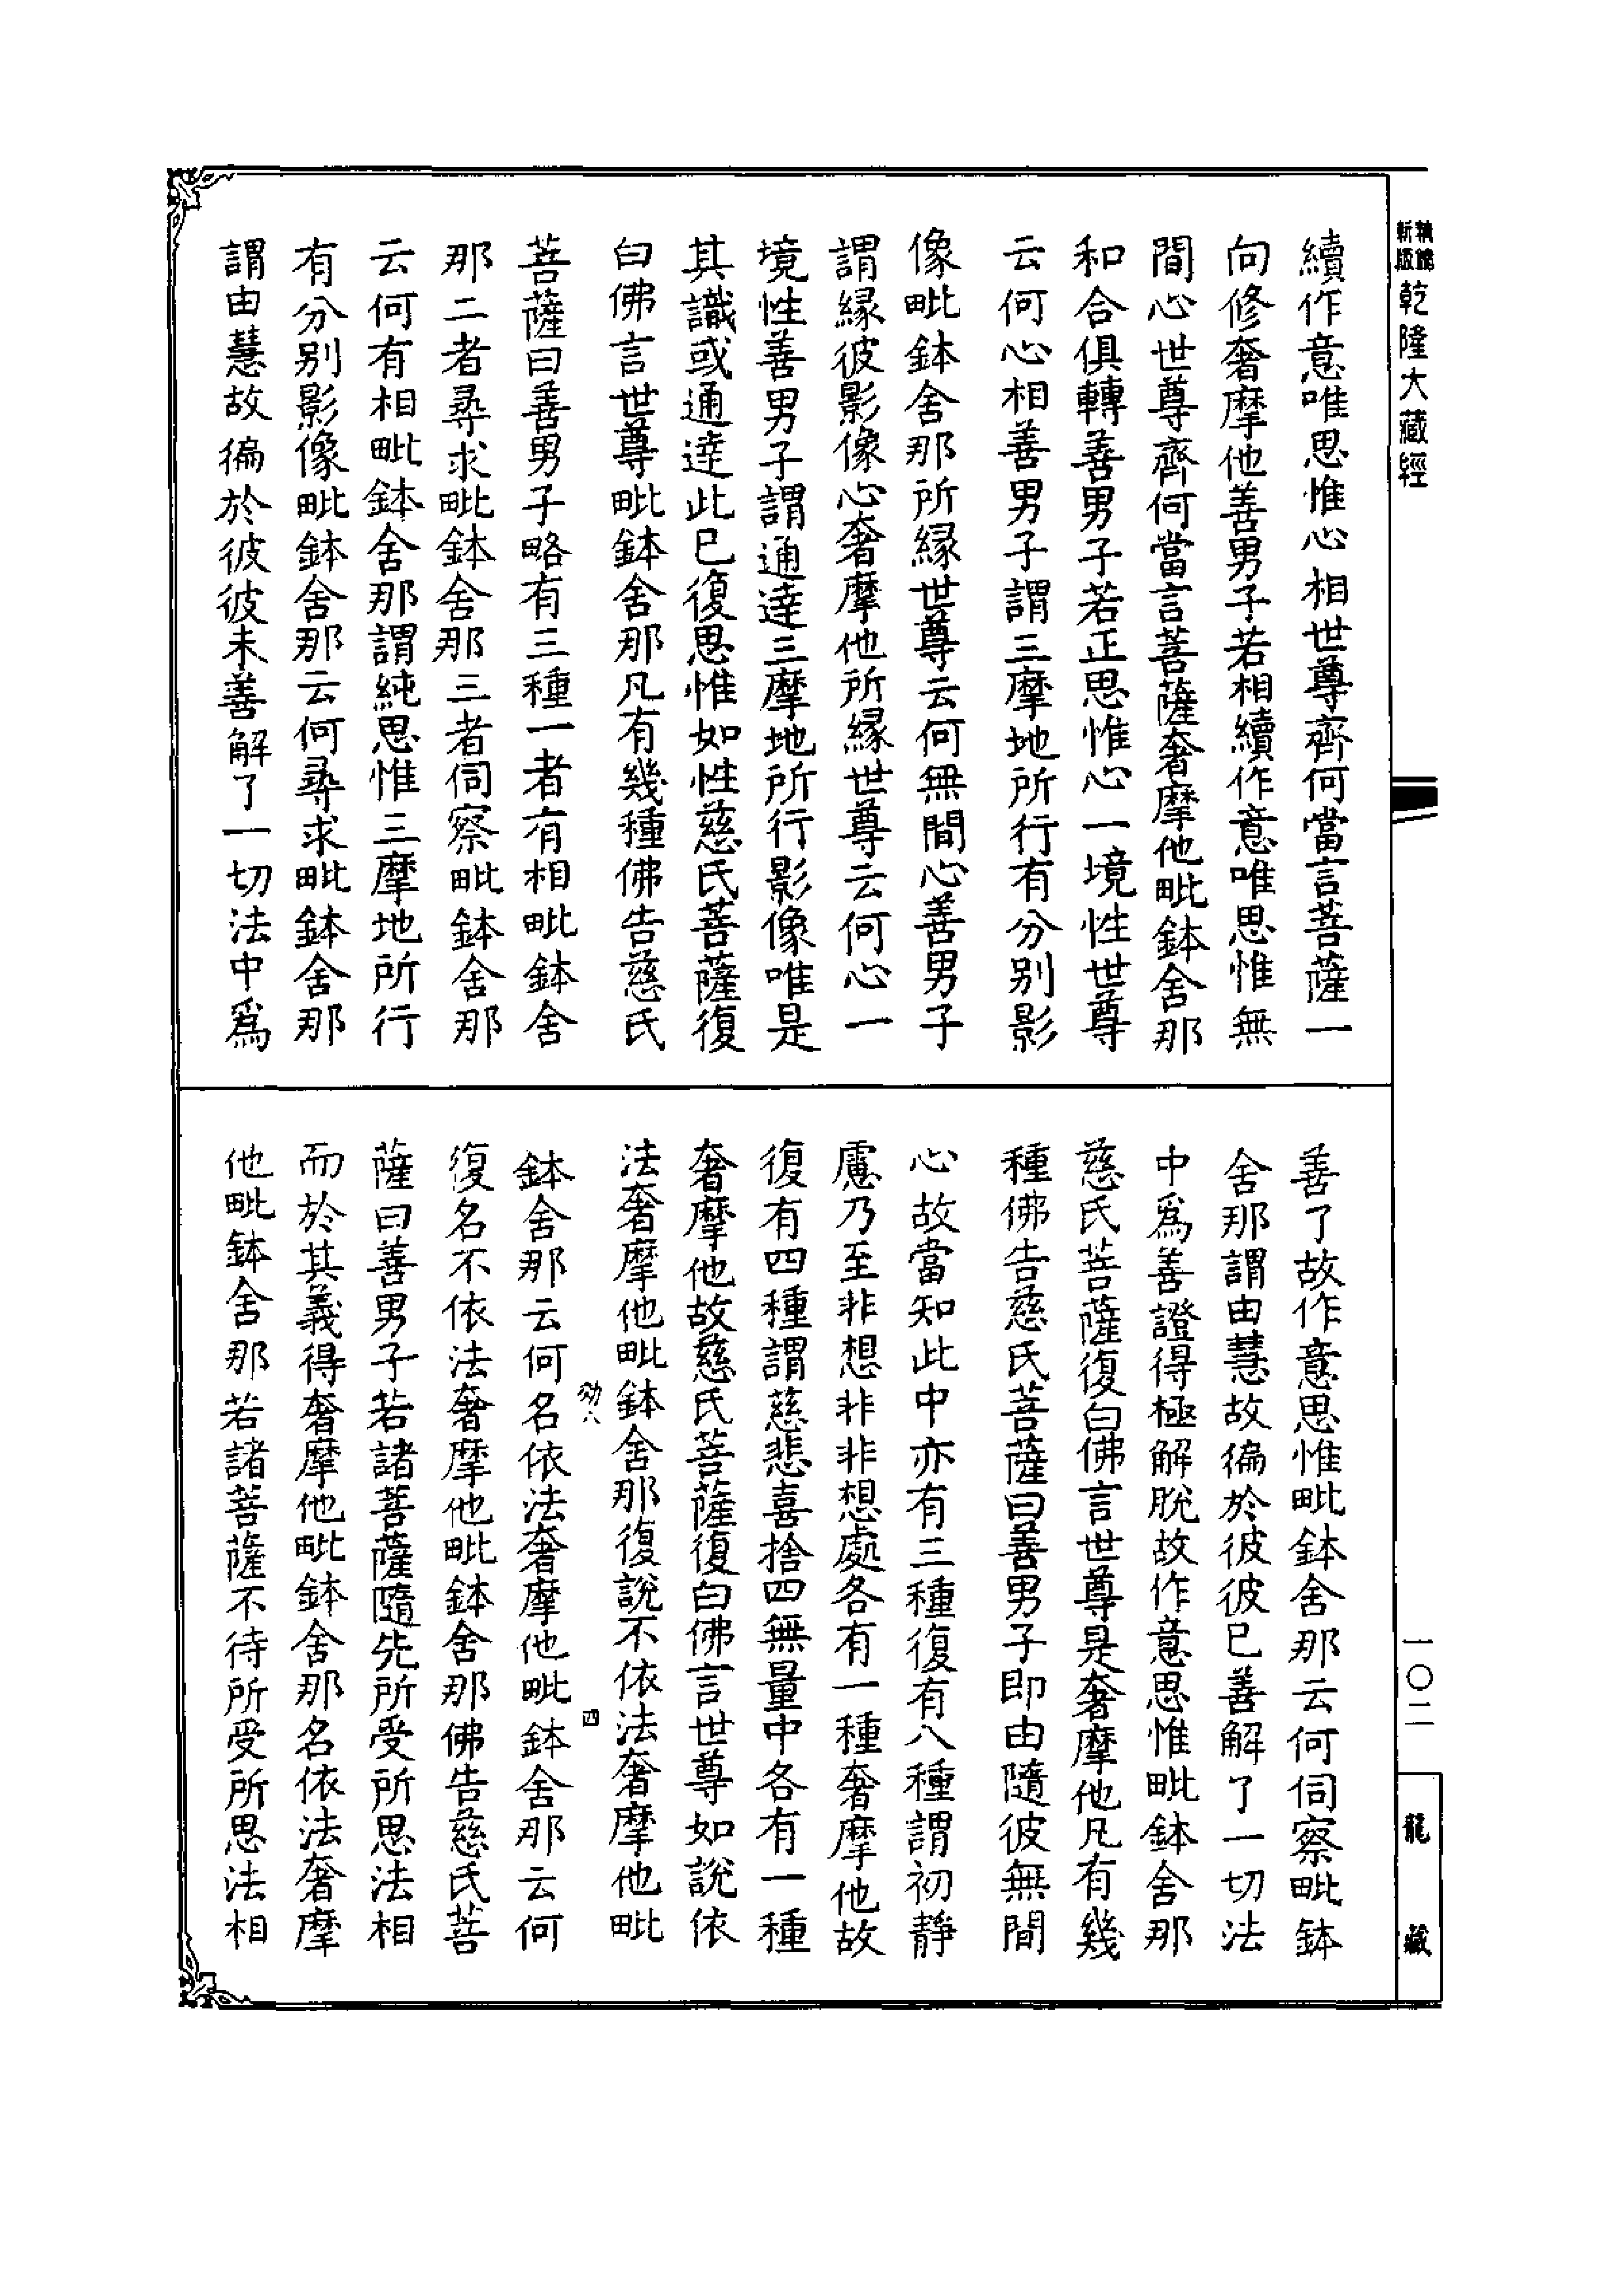 乾隆大藏經
續作意唯思惟心相世尊齊何當言菩薩一
向修奢摩他善男子若相續作意唯思惟無
間心世尊齊何當言菩薩奢摩他毗鉢舍那
和合俱轉善男子若正思惟心一境性世尊
云何心相善男子謂三摩地所行有分別影
像毗鉢舍那所緣世尊云何無間心善男子
謂緣彼影像心奢摩他所緣世尊云何心一
境性善男子謂通達三摩地所行影像唯是
其識或通達此已復思惟如性慈氏菩薩復
白佛言世尊毗鉢舍那凡有幾種佛告慈氏
菩薩曰善男子略有三種一者有相毗鉢舍
那二者尋求毗鉢舍那三者伺察毗鉢舍那
云何有相毗鉢舍那謂純思惟三摩地所行
有分別影像毗鉢舍那云何尋求毗鉢舍那
謂由慧故徧於彼彼未善解了一切法中爲
善了故作意思惟毗鉢舍那云何伺察毗鉢
舍那謂由慧故徧於彼彼已善解了一切法
中爲善證得極解脫故作意思惟毗鉢舍那
慈氏菩薩復白佛言世尊是奢摩他凡有幾
種佛告慈氏菩薩曰善男子即由隨彼無間
心故當知此中亦有三種復有八種謂初靜
慮乃至非想非非想處各有一種奢摩他故
復有四種謂慈悲喜捨四無量中各有一種
奢摩他故慈氏菩薩復白佛言世尊如說依
法奢摩他毗鉢舍那復說不依法奢摩他毗
効八 四
鉢舍那云何名依法奢摩他毗鉢舍那云何
復名不依法奢摩他毗鉢舍那佛告慈氏菩
薩曰善男子若諸菩薩隨先所受所思法相
而於其義得奢摩他毗鉢舍那名依法奢摩
他毗鉢舍那若諸菩薩不待所受所思法相
一〇二
龍藏